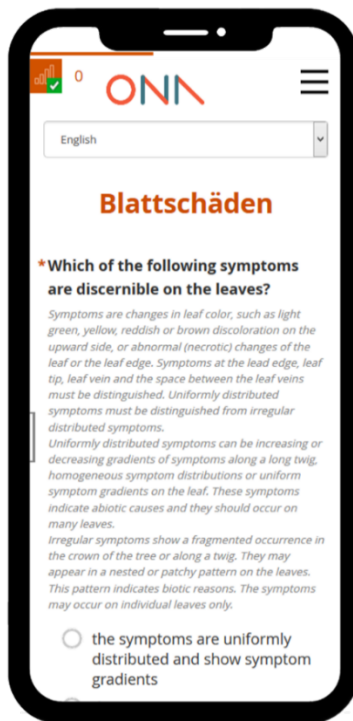 0
ONA
English
Blattschäden
*Which of the following symptoms
are discernible on the leaves?
Symptoms are changes in leaf color, such as light
green, yellow, reddish or brown discoloration on the
upward side, or abnormal (necrotic) changes of the
leaf or the leaf edge. Symptoms at the lead edge, leaf
tip, leaf vein and the space between the leaf veins
must be distinguished. Uniformly distributed
symptoms must be distinguished from irregular
distributed symptoms.
Uniformly distributed symptoms can be increasing or
decreasing gradients of symptoms along a long twig,
homogeneous symptom distributions or uniform
symptom gradients on the leaf. These symptoms
indicate abiotic causes and they should occur on
many leaves.
Irregular symptoms show a fragmented occurrence in
the crown of the tree or along a twig. They may
appear in a nested or patchy pattern on the leaves.
This pattern indicates biotic reasons. The symptoms
may occur on individual leaves only.
the symptoms are uniformly
distributed and show symptom
gradients